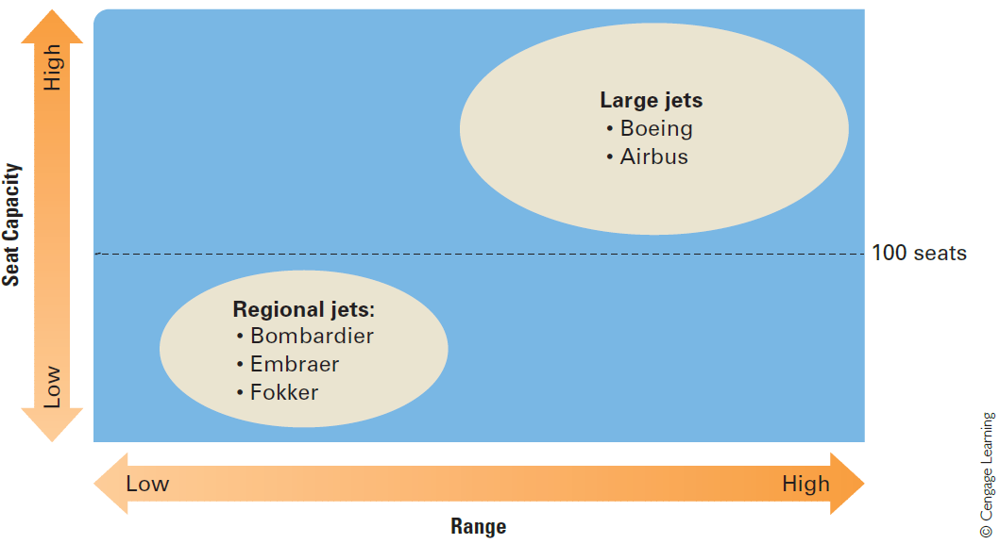 High
Seat Capacity
Low
Large jets
• Boeing
• Airbus
100 seats
Regional jets:
• Bombardier
• Embraer
• Fokker
Low
High
Range
© Cengage Learning